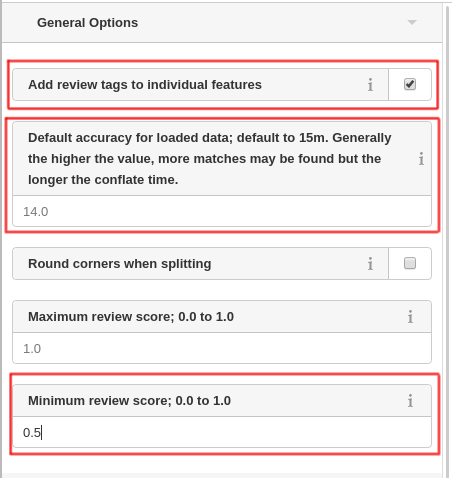 General Options
Add review tags to individual features
Default accuracy for loaded data; default to 15m. Generally
the higher the value, more matches may be found but the
longer the conflate time.
14.0
Round corners when splitting
Maximum review score; 0.0 to 1.0
1.0
Minimum review score; 0.0 to 1.0
0.5